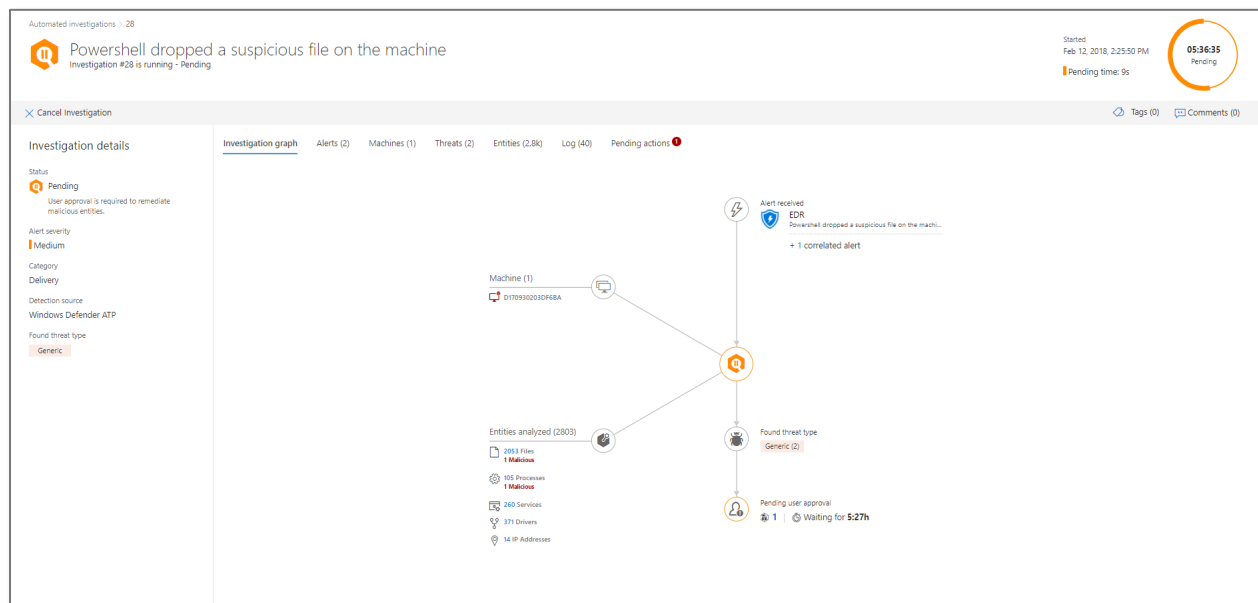 Automated investigations > 28
Powershell dropped a suspicious file on the machine
Investigation #28 is running - Pending
Started
Feb 12, 2018, 2:25:50 PM
Pending time: 9s
05:36:35
Pending
Cancel Investigation
Tags (0)
Comments (0)
Investigation details
Status
Pending
User approval is required to remediate
malicious entities.
Alert severity
Medium
Category
Delivery
Detection source
Windows Defender ATP
Found threat type
Generic
Investigation graph
Alerts (2)
Machines (1)
Threats (2)
Entities (2.8k)
Log (40)
Pending actions
1
Alert received
EDR
Powershell dropped a suspicious file on the machi...
+ 1 correlated alert
Machine (1)
D170930203DF6BA
Entities analyzed (2803)
2053 Files
1 Malicious
105 Processes
1 Malicious
260 Services
371 Drivers
14 IP Addresses
Found threat type
Generic (2)
Pending user approval
1 | Waiting for 5:27h